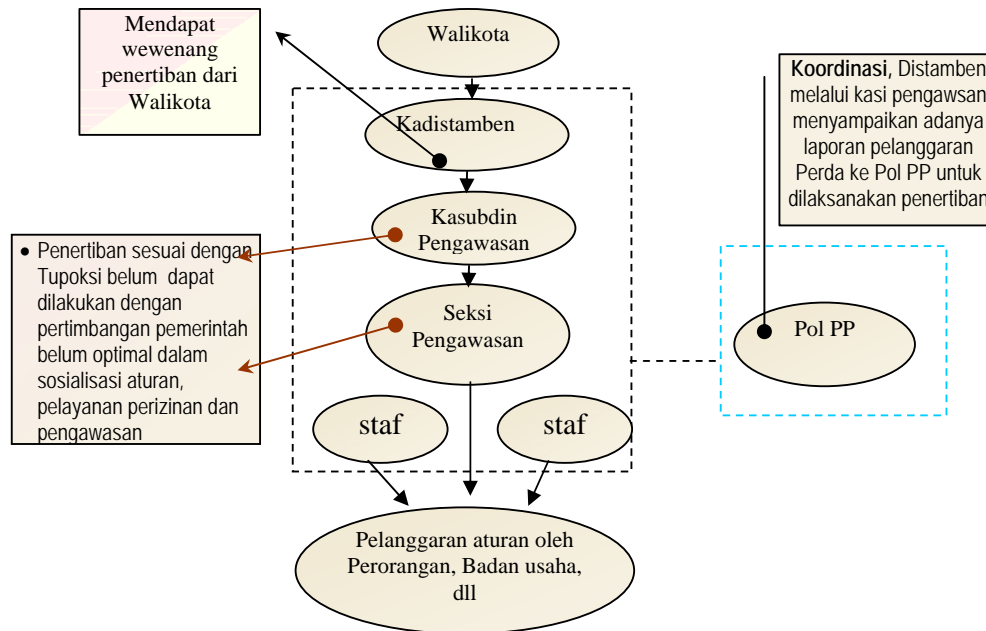 Mendapat
wewenang
penertiban dari
Walikota
Walikota
Koordinasi, Distamben
melalui kasi pengawsan
menyampaikan adanya
laporan pelanggaran
Perda ke Pol PP untuk
dilaksanakan penertiban
Kadistamben
Kasubdin
Pengawasan
• Penertiban sesuai dengan
Tupoksi belum dapat
dilakukan dengan
pertimbangan pemerintah
belum optimal dalam
sosialisasi aturan,
pelayanan perizinan dan
pengawasan
Seksi
Pengawasan
Pol PP
staf
staf
Pelanggaran aturan oleh
Perorangan, Badan usaha,
dll